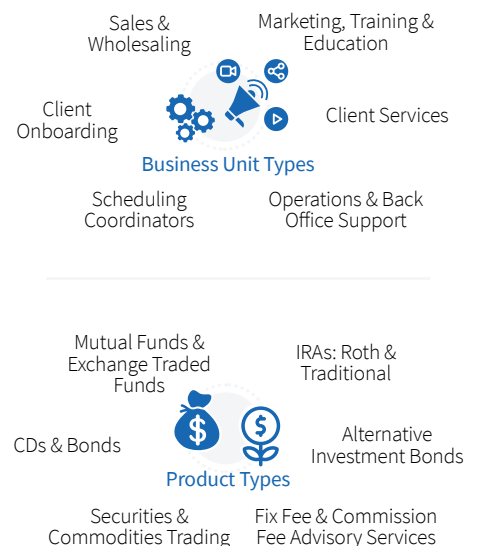 Sales &
Wholesaling
Marketing, Training &
Education
Client
Onboarding
Client Services
Business Unit Types
Scheduling
Coordinators
Operations & Back
Office Support
Mutual Funds &
Exchange Traded
Funds
IRAs: Roth &
Traditional
$
$
CDs & Bonds
Alternative
Investment Bonds
Product Types
Securities &
Commodities Trading
Fix Fee & Commission
Fee Advisory Services